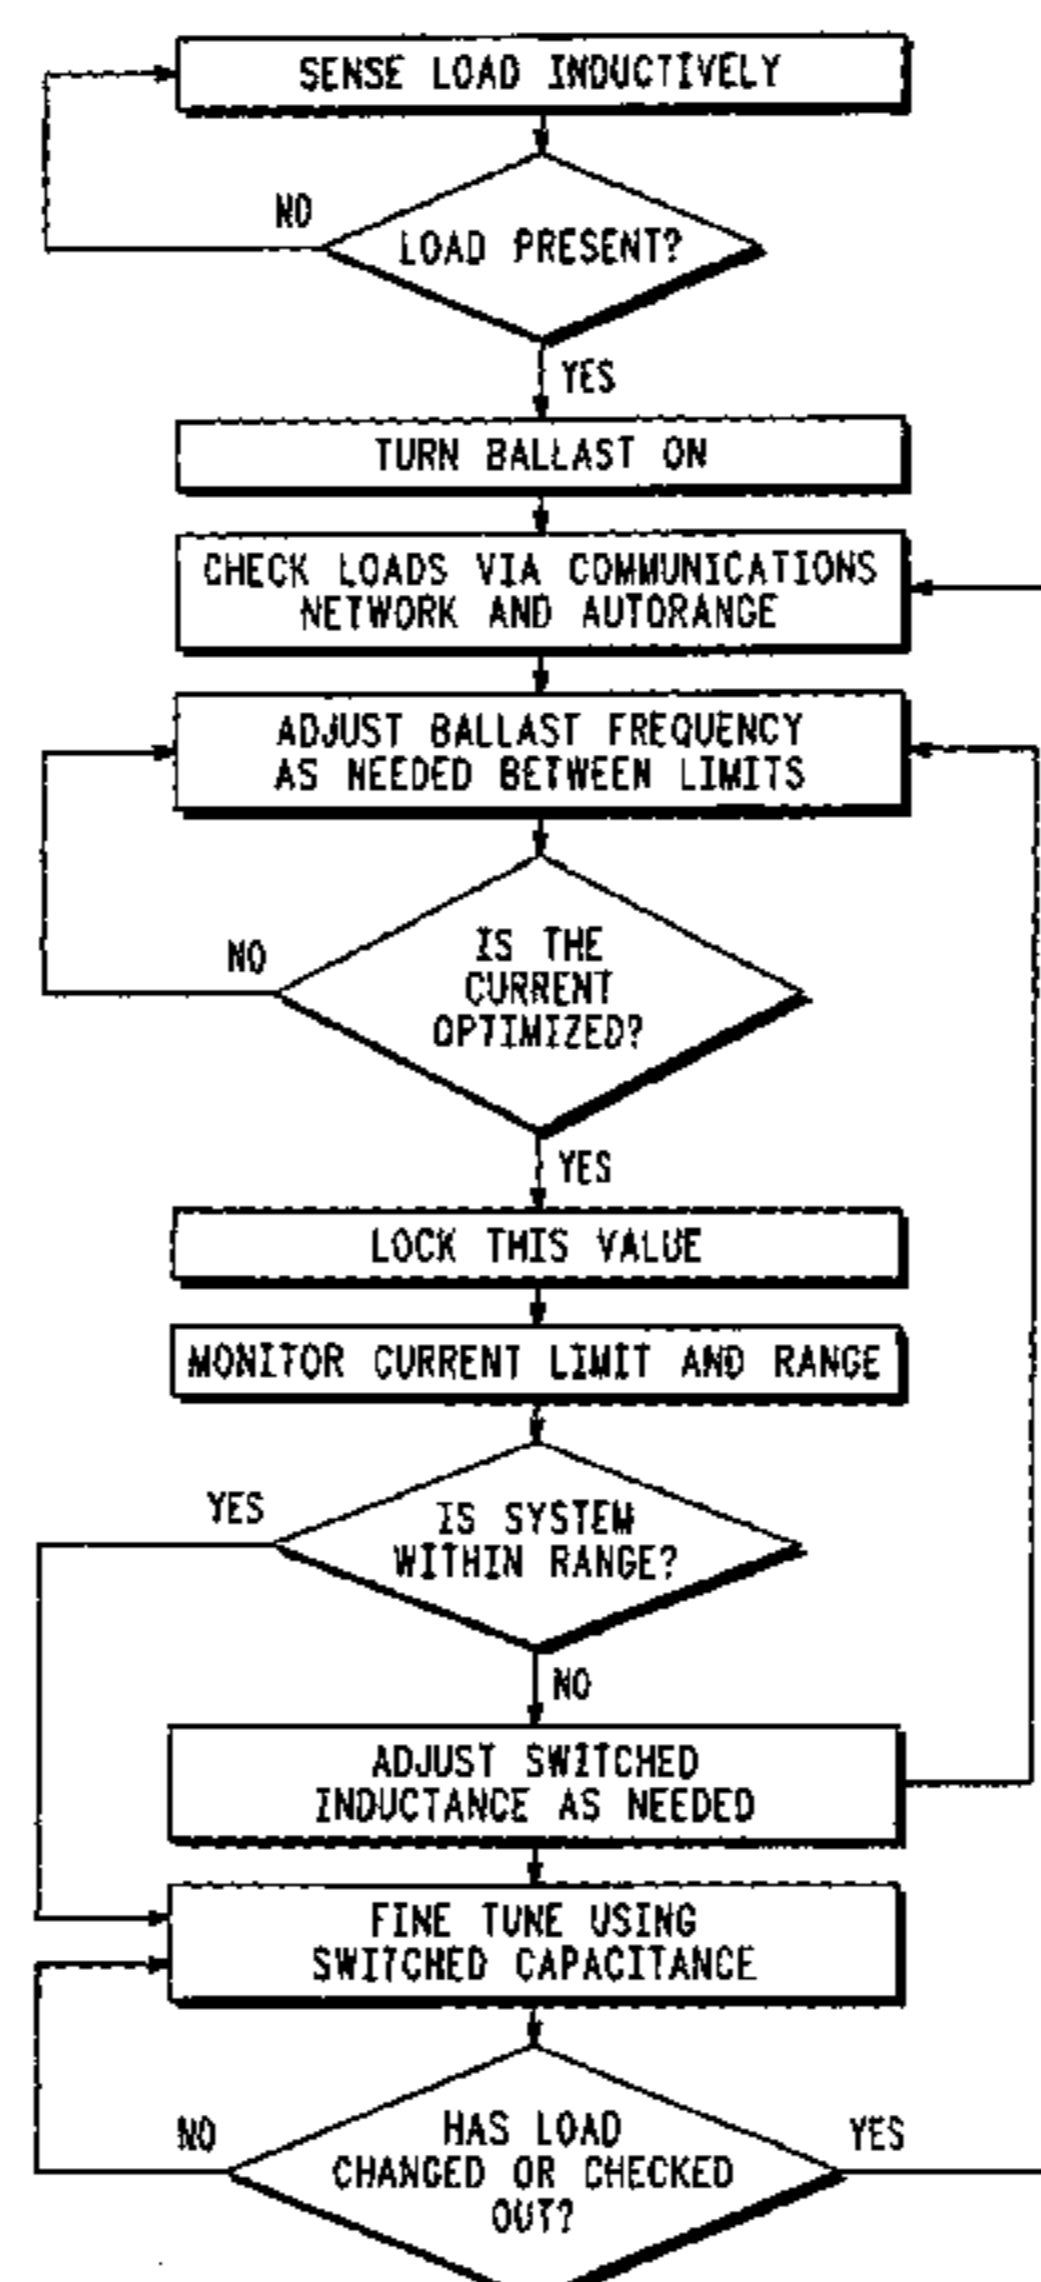 SENSE LOAD INDUCTIVELY
NO
LOAD PRESENT?
YES
TURN BALLAST ON
CHECK LOADS VIA COMMUNICATIONS
NETWORK AND AUTORANGE
ADJUST BALLAST FREQUENCY
AS NEEDED BETWEEN LIMITS
NO
IS THE
CURRENT
OPTIMIZED?
YES
LOCK THIS VALUE
MONITOR CURRENT LIMIT AND RANGE
YES
IS SYSTEM
WITHIN RANGE?
NO
ADJUST SWITCHED
INDUCTANCE AS NEEDED
FINE TUNE USING
SWITCHED CAPACITANCE
NO
HAS LOAD
CHANGED OR CHECKED
OUT?
YES